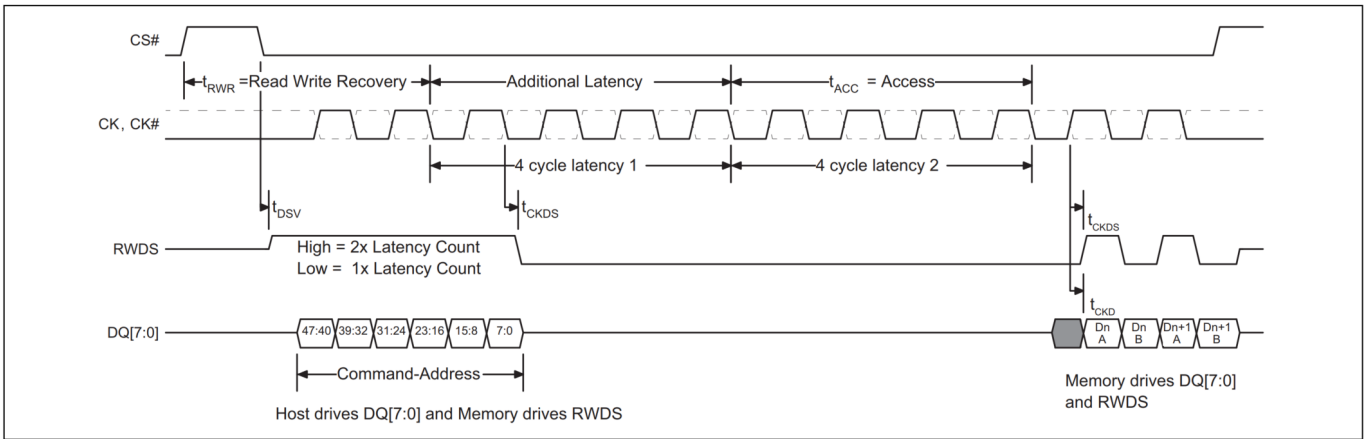 CS#
tRWR =Read Write Recovery
Additional Latency
tACC = Access
CK, CK#
4 cycle latency 1
4 cycle latency 2
tDSV
tCKDS
tCKDS
RWDS
High = 2x Latency Count
Low = 1x Latency Count
tCKD
DQ[7:0]
47:40 39:32 31:24 23:16 15:8 7:0
Dn Dn Dn+1 Dn+1
A B A B
Command-Address
Memory drives DQ[7:0]
and RWDS
Host drives DQ[7:0] and Memory drives RWDS